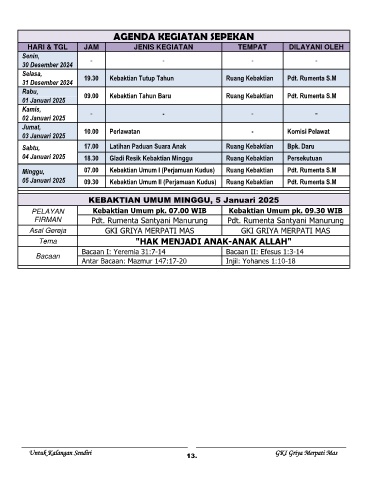 AGENDA KEGIATAN SEPEKAN
HARI & TGL JAM JENIS KEGIATAN TEMPAT DILAYANI OLEH
Senin,
30 Desember 2024 - - - -
Selasa,
31 Desember 2024 19.30 Kebaktian Tutup Tahun Ruang Kebaktian Pdt. Rumenta S.M
Rabu,
01 Januari 2025 09.00 Kebaktian Tahun Baru Ruang Kebaktian Pdt. Rumenta S.M
Kamis,
02 Januari 2025 - - - -
Jumat,
03 Januari 2025 10.00 Perlawatan - Komisi Pelawat
Sabtu,
04 Januari 2025 17.00 Latihan Paduan Suara Anak Ruang Kebaktian Bpk. Daru
18.30 Gladi Resik Kebaktian Minggu Ruang Kebaktian Persekutuan
Minggu,
05 Januari 2025 07.00 Kebaktian Umum I (Perjamuan Kudus) Ruang Kebaktian Pdt. Rumenta S.M
09.30 Kebaktian Umum II (Perjamuan Kudus) Ruang Kebaktian Pdt. Rumenta S.M
KEBAKTIAN UMUM MINGGU, 5 Januari 2025
PELAYAN FIRMAN Kebaktian Umum pk. 07.00 WIB Kebaktian Umum pk. 09.30 WIB
Pdt. Rumenta Santyani Manurung Pdt. Rumenta Santyani Manurung
Asal Gereja GKI GRIYA MERPATI MAS GKI GRIYA MERPATI MAS
Tema "HAK MENJADI ANAK-ANAK ALLAH"
Bacaan Bacaan I: Yeremia 31:7-14 Bacaan II: Efesus 1:3-14
Antar Bacaan: Mazmur 147:17-20 Injil: Yohanes 1:10-18
Untuk Kalangan Sendiri 13. GKI Griya Merpati Mas